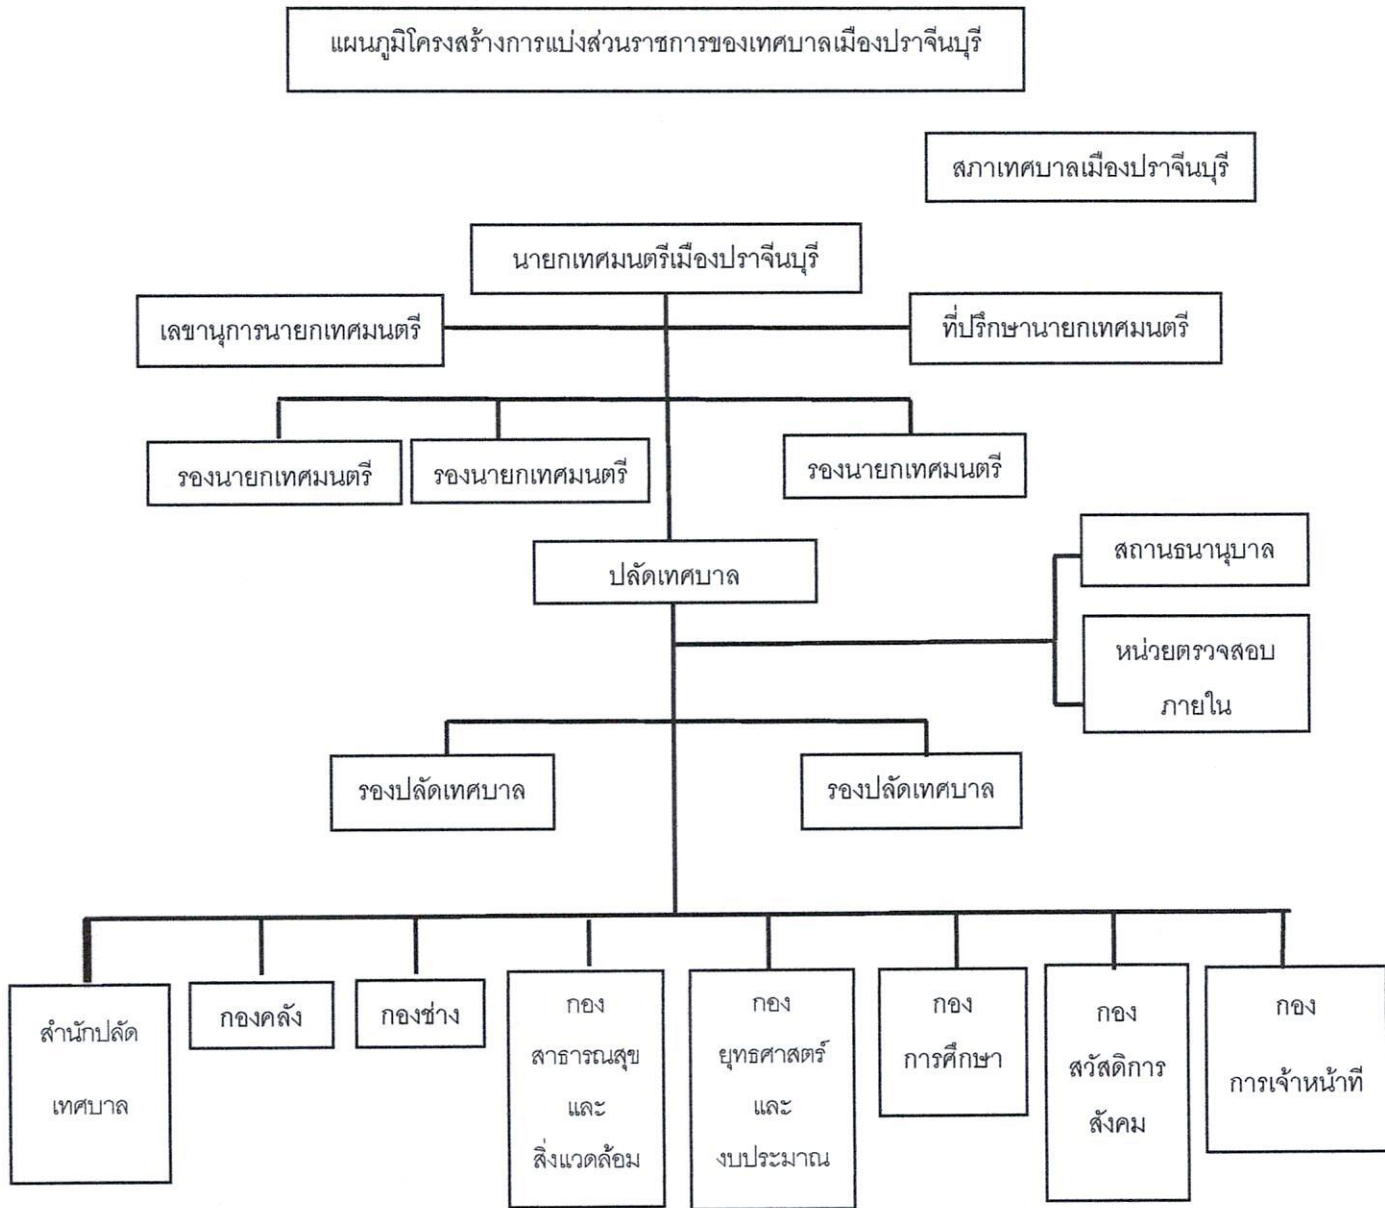 แผนภูมิโครงสร้างการแบ่งส่วนราชการของเทศบาลเมืองปราจีนบุรี
สภาเทศบาลเมืองปราจีนบุรี
นายกเทศมนตรีเมืองปราจีนบุรี
เลขานุการนายกเทศมนตรี
ที่ปรึกษานายกเทศมนตรี
รองนายกเทศมนตรี
รองนายกเทศมนตรี
รองนายกเทศมนตรี
ปลัดเทศบาล
สถานธนานุบาล
หน่วยตรวจสอบ
ภายใน
รองปลัดเทศบาล
รองปลัดเทศบาล
สำนักปลัด
เทศบาล
กองคลัง
กองช่าง
กอง
สาธารณสุข
และ
สิ่งแวดล้อม
กอง
ยุทธศาสตร์
และ
งบประมาณ
กอง
การศึกษา
กอง
สวัสดิการ
สังคม
กอง
การเจ้าหน้าที่